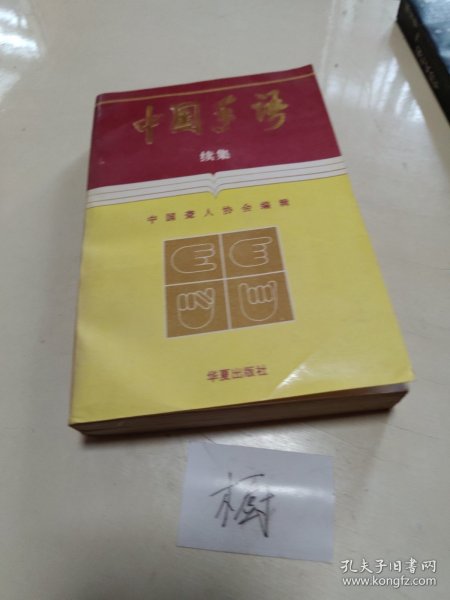 中国手语
续集
中国聋人协会编辑
华夏出版社
孔夫子旧书网
www.kongfz.com